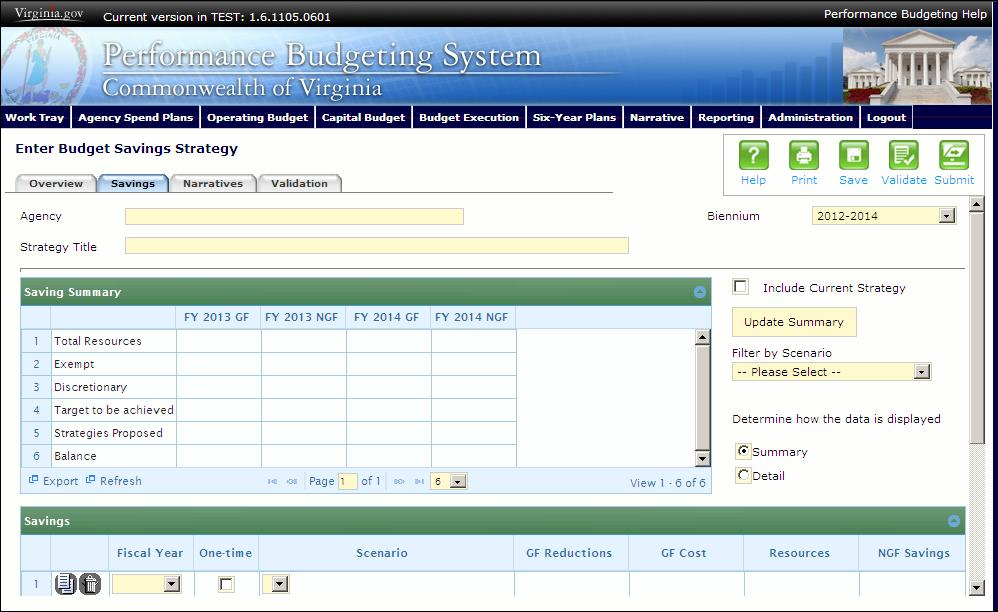 Virginia.gov Current version in TEST: 1.6.1105.0601 Performance Budgeting Help
Performance Budgeting System
Commonwealth of Virginia
Work Tray Agency Spend Plans Operating Budget Capital Budget Budget Execution Six-Year Plans Narrative Reporting Administration Logout
Enter Budget Savings Strategy
Help Print Save Validate Submit
Overview Savings Narratives Validation
Agency Biennium 2012-2014
Strategy Title
Saving Summary
FY 2013 GF FY 2013 NGF FY 2014 GF FY 2014 NGF
1 Total Resources
2 Exempt
3 Discretionary
4 Target to be achieved
5 Strategies Proposed
6 Balance
Export Refresh Page 1 of 1 6 View 1 - 6 of 6
Include Current Strategy
Update Summary
Filter by Scenario
-- Please Select --
Determine how the data is displayed
Summary
Detail
Savings
Fiscal Year One-time Scenario GF Reductions GF Cost Resources NGF Savings
1